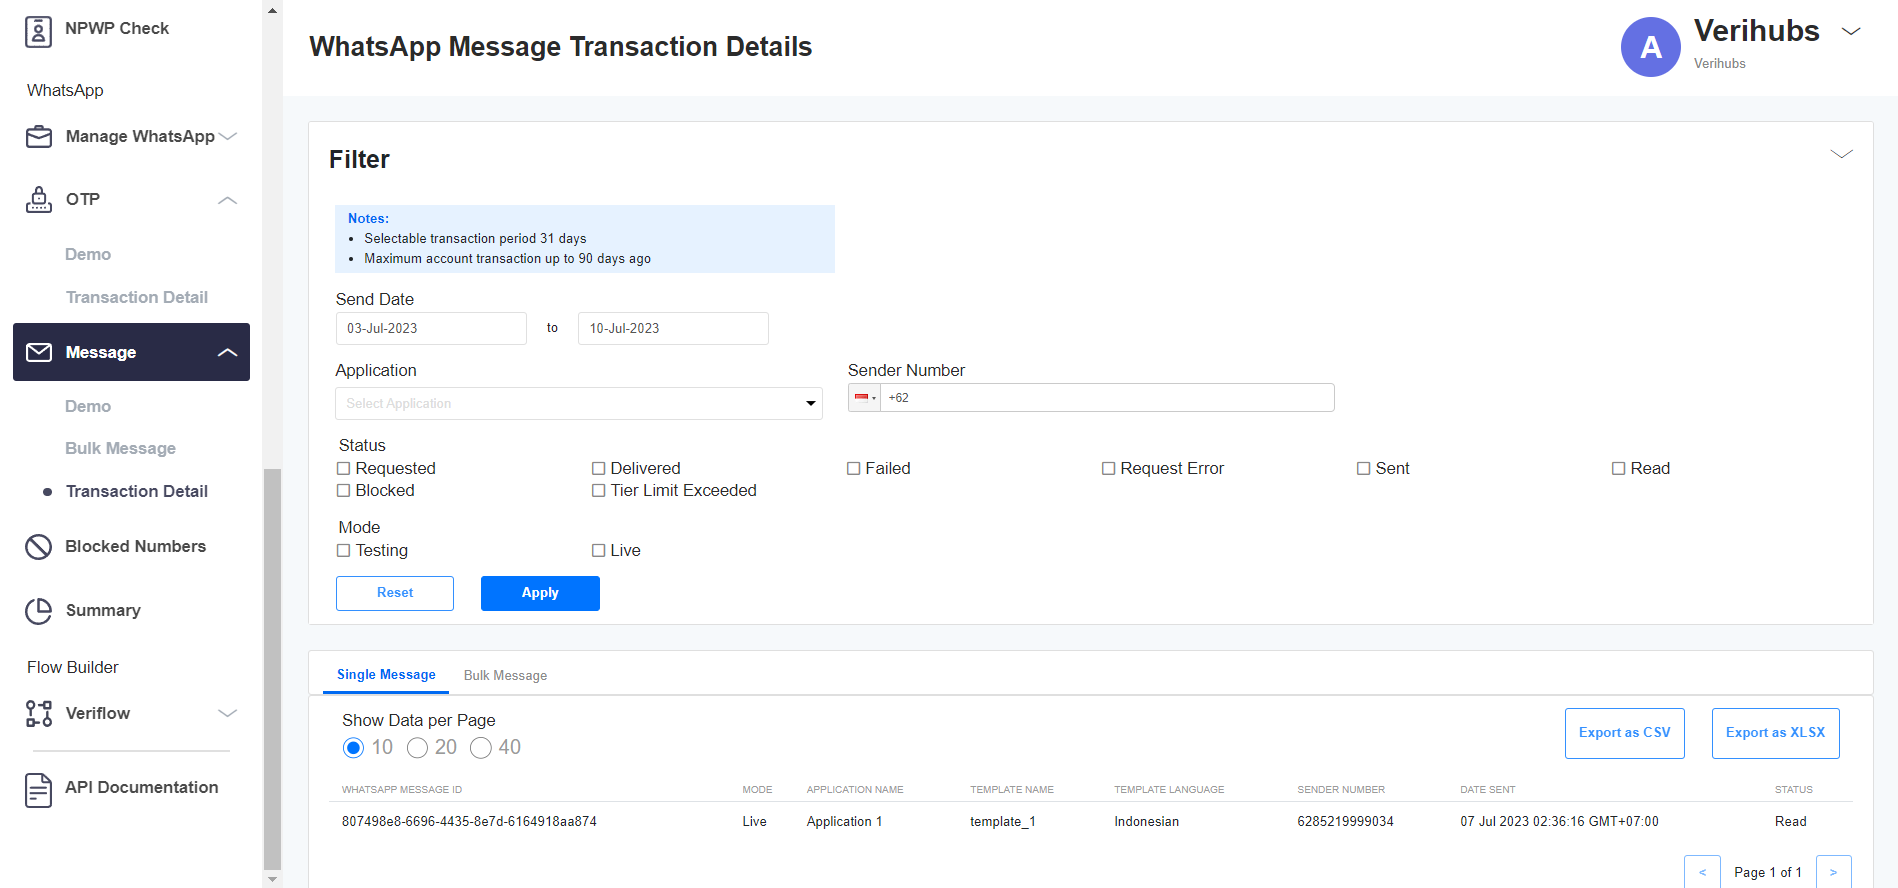 NPWP Check
WhatsApp
Manage WhatsApp
OTP
Demo
Transaction Detail
Message
Demo
Bulk Message
Transaction Detail
Blocked Numbers
Summary
Flow Builder
Veriflow
API Documentation
WhatsApp Message Transaction Details
A
Verihubs
Verihubs
Filter
Notes:
• Selectable transaction period 31 days
• Maximum account transaction up to 90 days ago
Send Date
03-Jul-2023 to 10-Jul-2023
Application Sender Number
Select Application +62
Status
Requested Delivered Failed Request Error Sent Read
Blocked Tier Limit Exceeded
Mode
Testing Live
Reset Apply
Single Message Bulk Message
Show Data per Page
10 20 40
Export as CSV Export as XLSX
WHATSAPP MESSAGE ID MODE APPLICATION NAME TEMPLATE NAME TEMPLATE LANGUAGE SENDER NUMBER DATE SENT STATUS
807498e8-6696-4435-8e7d-6164918aa874 Live Application 1 template_1 Indonesian 6285219999034 07 Jul 2023 02:36:16 GMT+07:00 Read
< Page 1 of 1 >